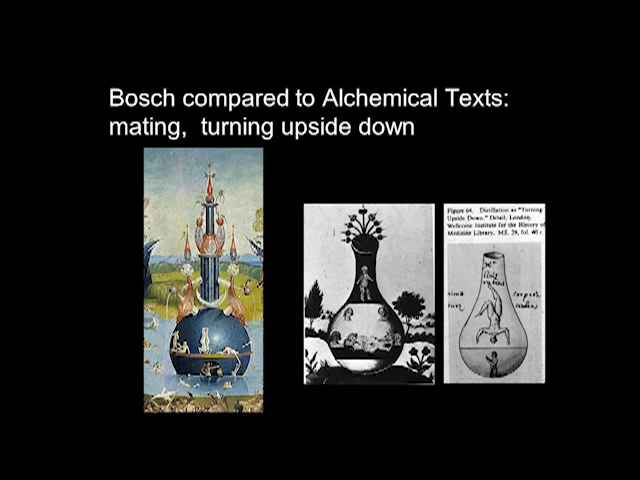 Bosch compared to Alchemical Texts:
mating, turning upside down
Figure 64. Distillation as "Turning
Upside Down." Detail, London,
Wellcome Institute for the History of
Medicine Library, MS. 29, fol. 40 r.